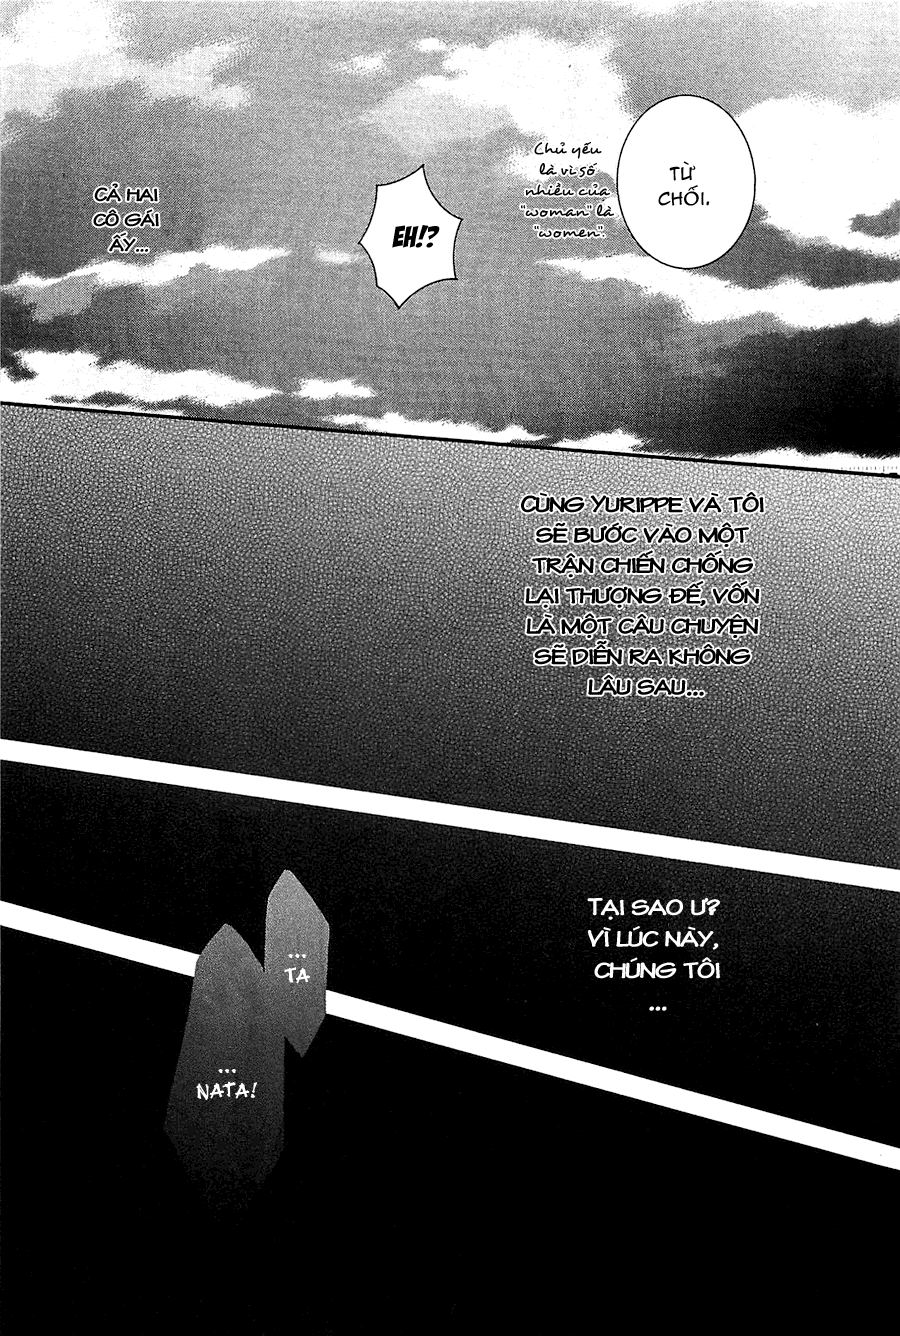 TỪ
CHỐI.
Chủ yếu
là vì số
nhiều của
"woman" là
"women".
EH!?
CẢ HAI
CÔ GÁI
ẤY...
CÙNG YURIPPE VÀ TÔI
SẼ BƯỚC VÀO MỘT
TRẬN CHIẾN CHỐNG
LẠI THƯỢNG ĐẾ, VỐN
LÀ MỘT CÂU CHUYỆN
SẼ DIỄN RA KHÔNG
LÂU SAU...
TẠI SAO Ư?
VÌ LÚC NÀY,
CHÚNG TÔI
...
...
TA
...
NATA!